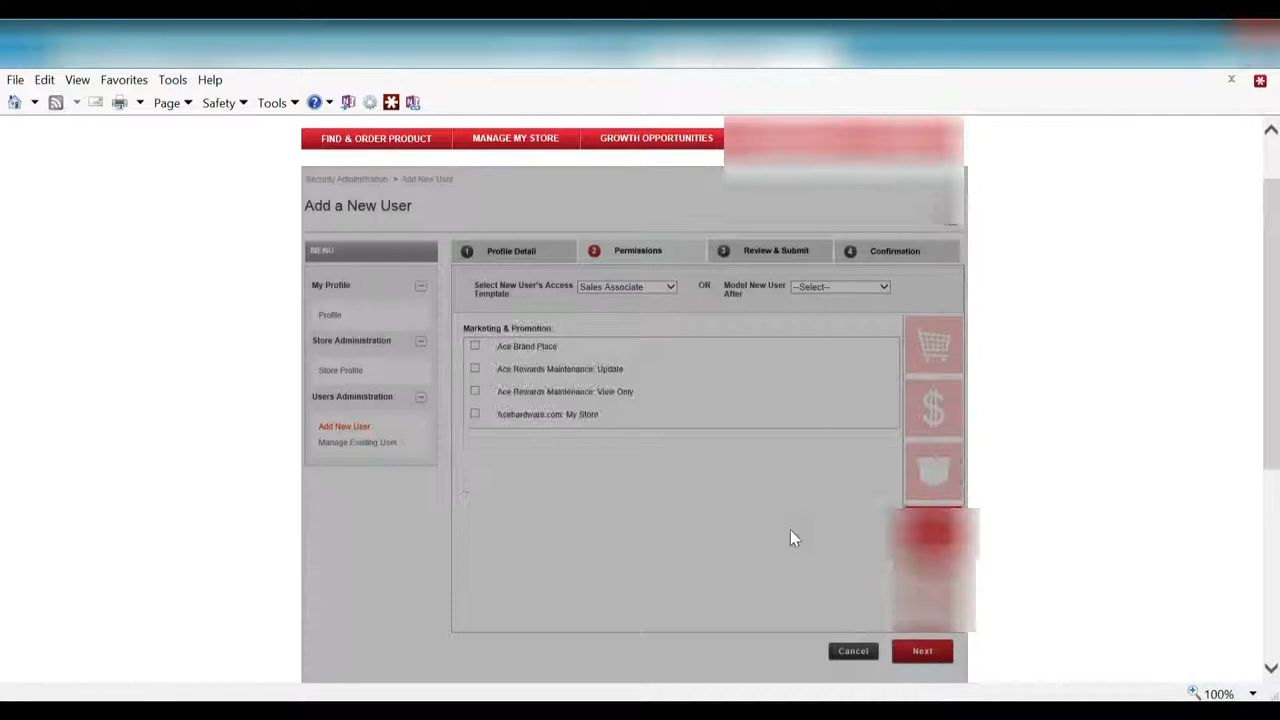 File Edit View Favorites Tools Help
Page Safety Tools
FIND & ORDER PRODUCT MANAGE MY STORE GROWTH OPPORTUNITIES
Security Administration > Add New User
Add a New User
MENU
1 Profile Detail 2 Permissions 3 Review & Submit 4 Confirmation
My Profile
Profile
Store Administration
Store Profile
Users Administration
Add New User
Manage Existing User
Select New User's Access
Template
Sales Associate
OR
Model New User
After
--Select--
Marketing & Promotion:
Ace Brand Place
Ace Rewards Maintenance: Update
Ace Rewards Maintenance: View Only
Acehardware.com: My Store
Cancel Next
100%